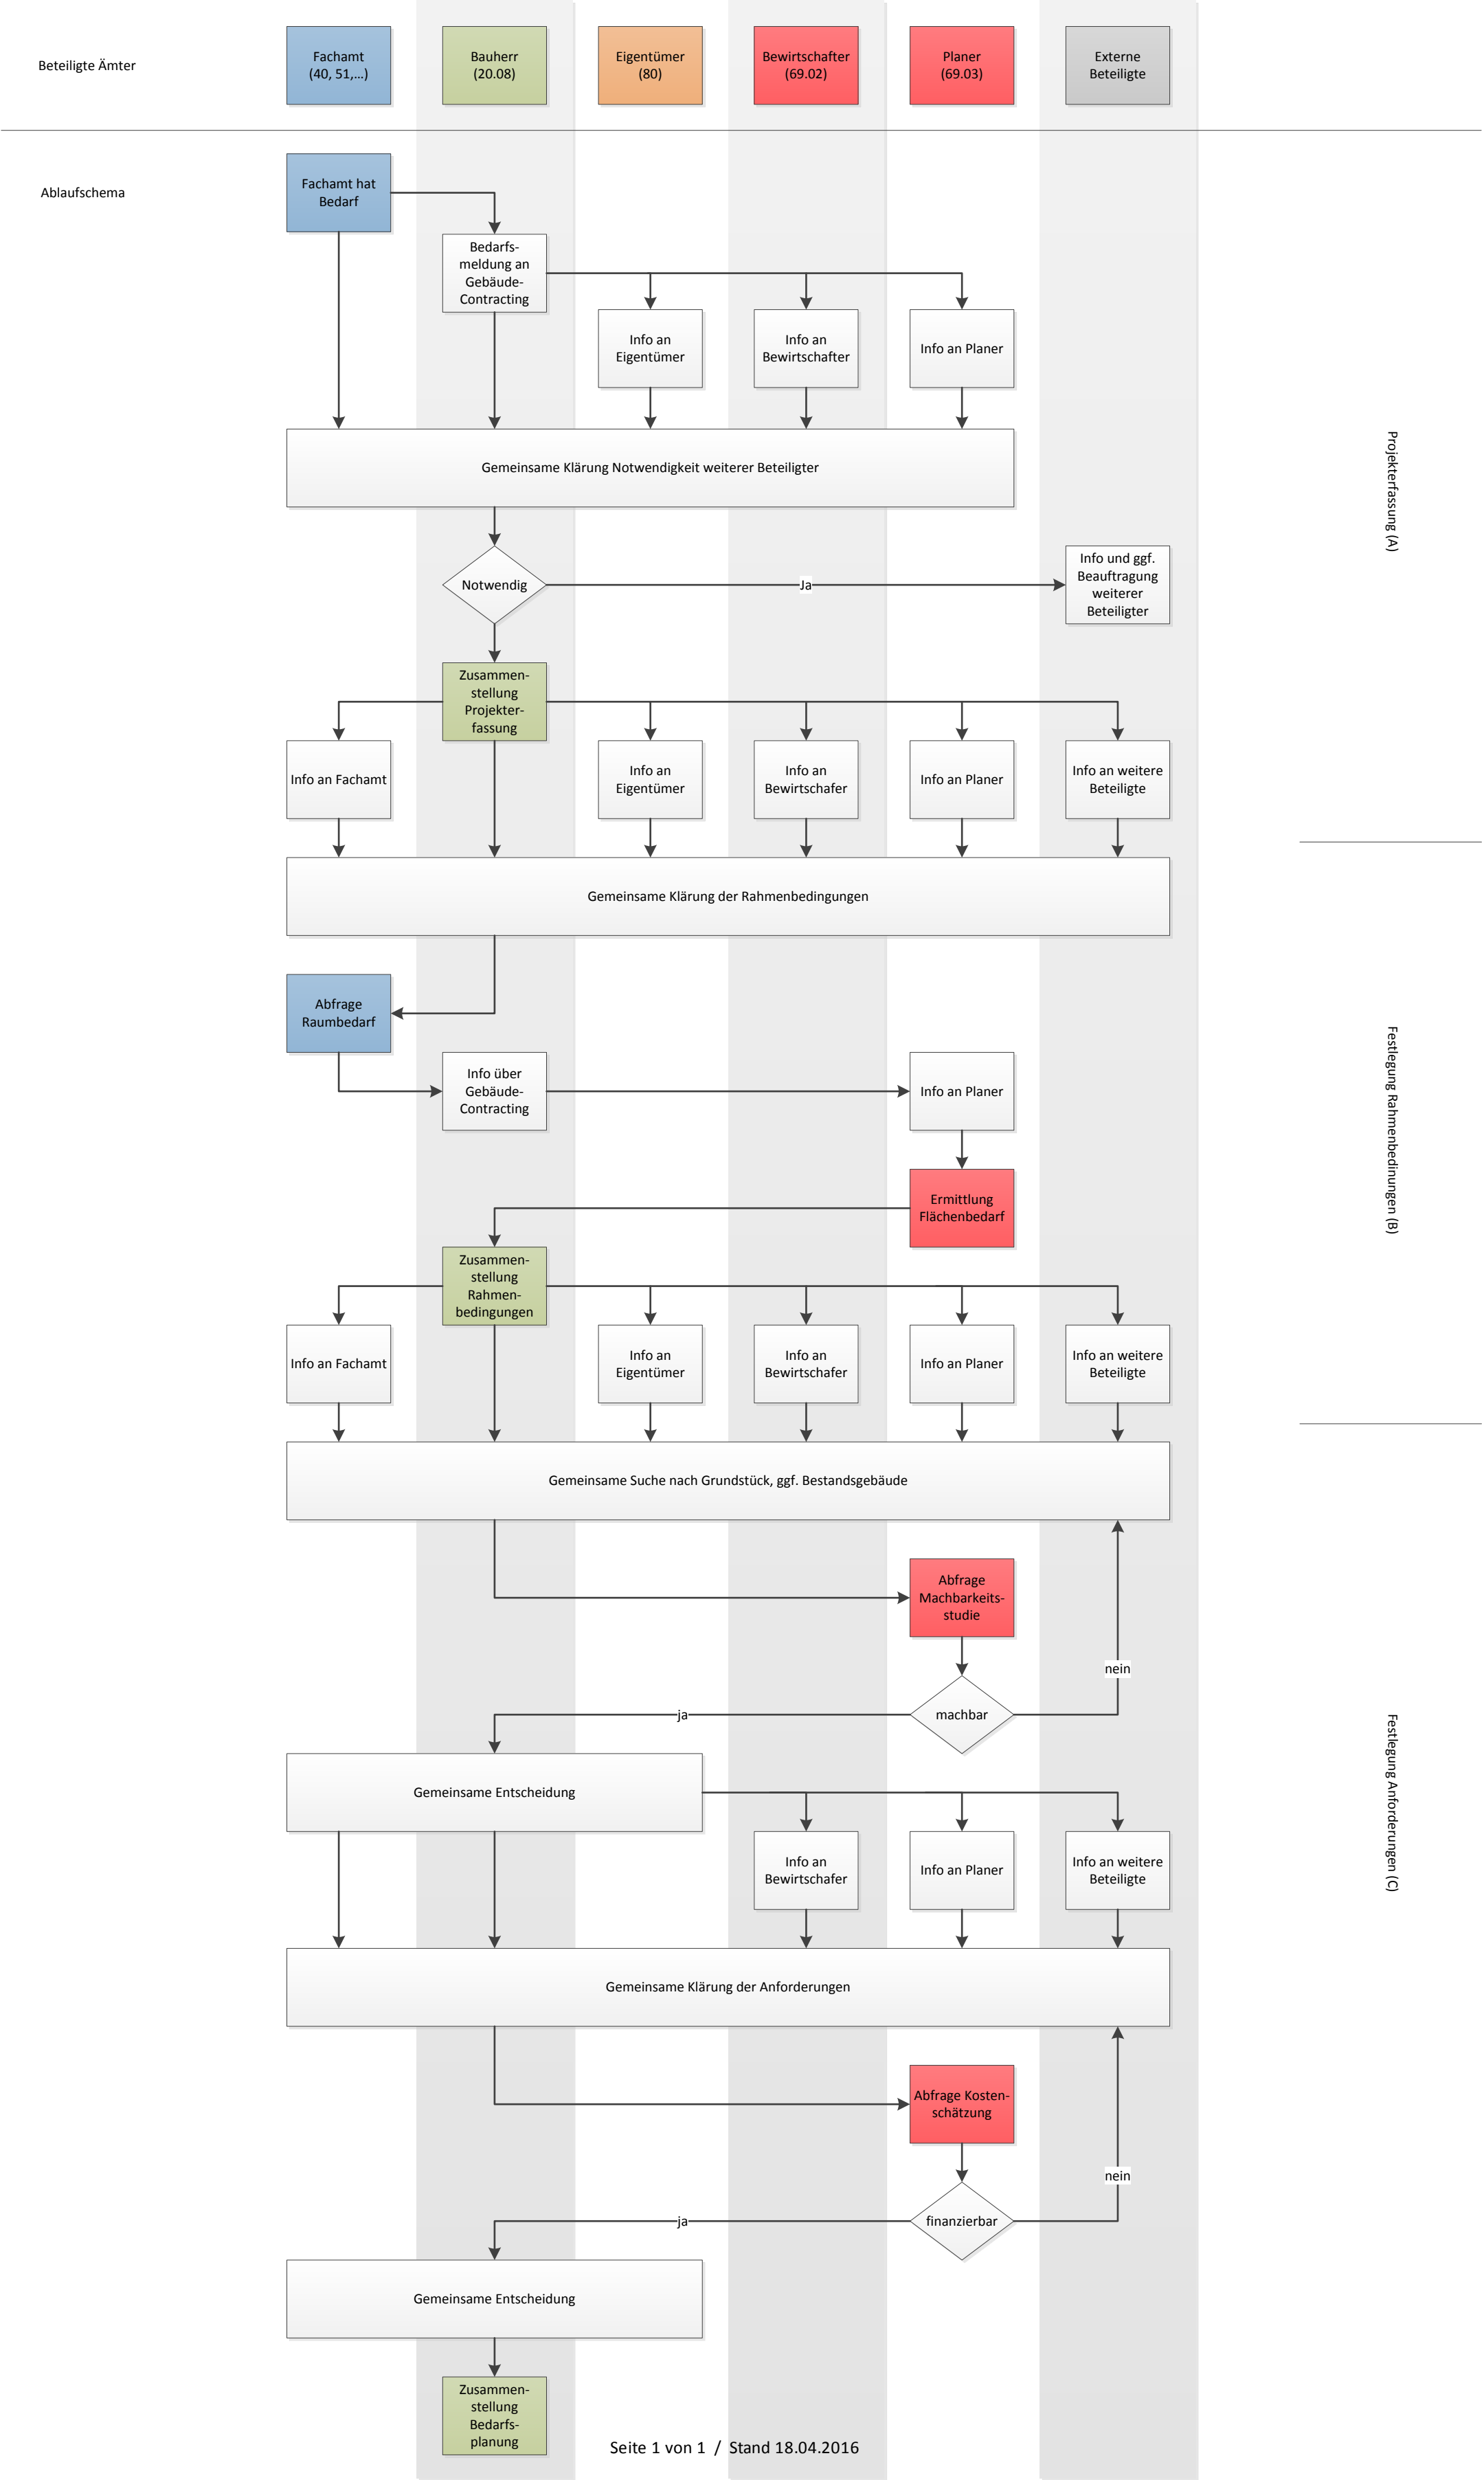 Beteiligte Ämter
Fachamt
(40, 51,...)
Bauherr
(20.08)
Eigentümer
(80)
Bewirtschafter
(69.02)
Planer
(69.03)
Externe
Beteiligte
Ablaufschema
Fachamt hat
Bedarf
Bedarfs-
meldung an
Gebäude-
Contracting
Info an
Eigentümer
Info an
Bewirtschafter
Info an Planer
Gemeinsame Klärung Notwendigkeit weiterer Beteiligter
Projekterfassung (A)
Notwendig
Ja
Info und ggf.
Beauftragung
weiterer
Beteiligter
Zusammen-
stellung
Projekter-
fassung
Info an Fachamt
Info an
Eigentümer
Info an
Bewirtschafer
Info an Planer
Info an weitere
Beteiligte
Gemeinsame Klärung der Rahmenbedingungen
Abfrage
Raumbedarf
Info über
Gebäude-
Contracting
Info an Planer
Festlegung Rahmenbedinungen (B)
Ermittlung
Flächenbedarf
Zusammen-
stellung
Rahmen-
bedingungen
Info an Fachamt
Info an
Eigentümer
Info an
Bewirtschafer
Info an Planer
Info an weitere
Beteiligte
Gemeinsame Suche nach Grundstück, ggf. Bestandsgebäude
Abfrage
Machbarkeits-
studie
nein
machbar
ja
Gemeinsame Entscheidung
Festlegung Anforderungen (C)
Info an
Bewirtschafer
Info an Planer
Info an weitere
Beteiligte
Gemeinsame Klärung der Anforderungen
Abfrage Kosten-
schätzung
nein
finanzierbar
ja
Gemeinsame Entscheidung
Zusammen-
stellung
Bedarfs-
planung
Seite 1 von 1 / Stand 18.04.2016